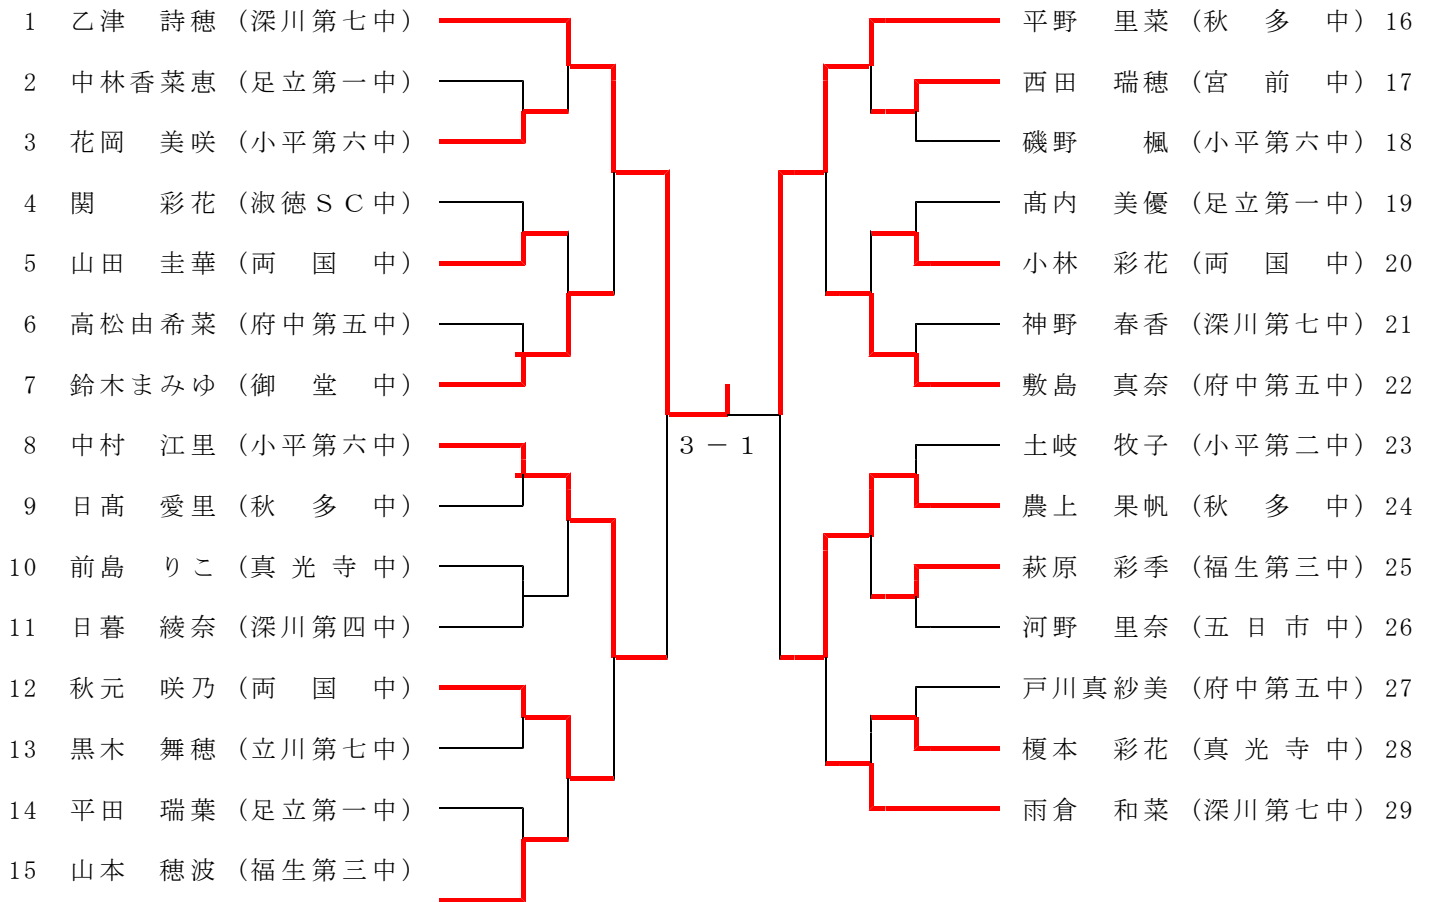 1 乙津　詩穂（深川第七中）
2 中林香菜恵（足立第一中）
3 花岡　美咲（小平第六中）
4 関　　彩花（淑徳ＳＣ中）
5 山田　圭華（両　国　中）
6 高松由希菜（府中第五中）
7 鈴木まみゆ（御　堂　中）
8 中村　江里（小平第六中）
9 日髙　愛里（秋　多　中）
10 前島　りこ（真光寺中）
11 日暮　綾奈（深川第四中）
12 秋元　咲乃（両　国　中）
13 黒木　舞穂（立川第七中）
14 平田　瑞葉（足立第一中）
15 山本　穂波（福生第三中）
３－１
平野　里菜（秋　多　中）16
西田　瑞穂（宮　前　中）17
磯野　　楓（小平第六中）18
髙内　美優（足立第一中）19
小林　彩花（両　国　中）20
神野　春香（深川第七中）21
敷島　真奈（府中第五中）22
土岐　牧子（小平第二中）23
農上　果帆（秋　多　中）24
萩原　彩季（福生第三中）25
河野　里奈（五日市中）26
戸川真紗美（府中第五中）27
榎本　彩花（真光寺中）28
雨倉　和菜（深川第七中）29